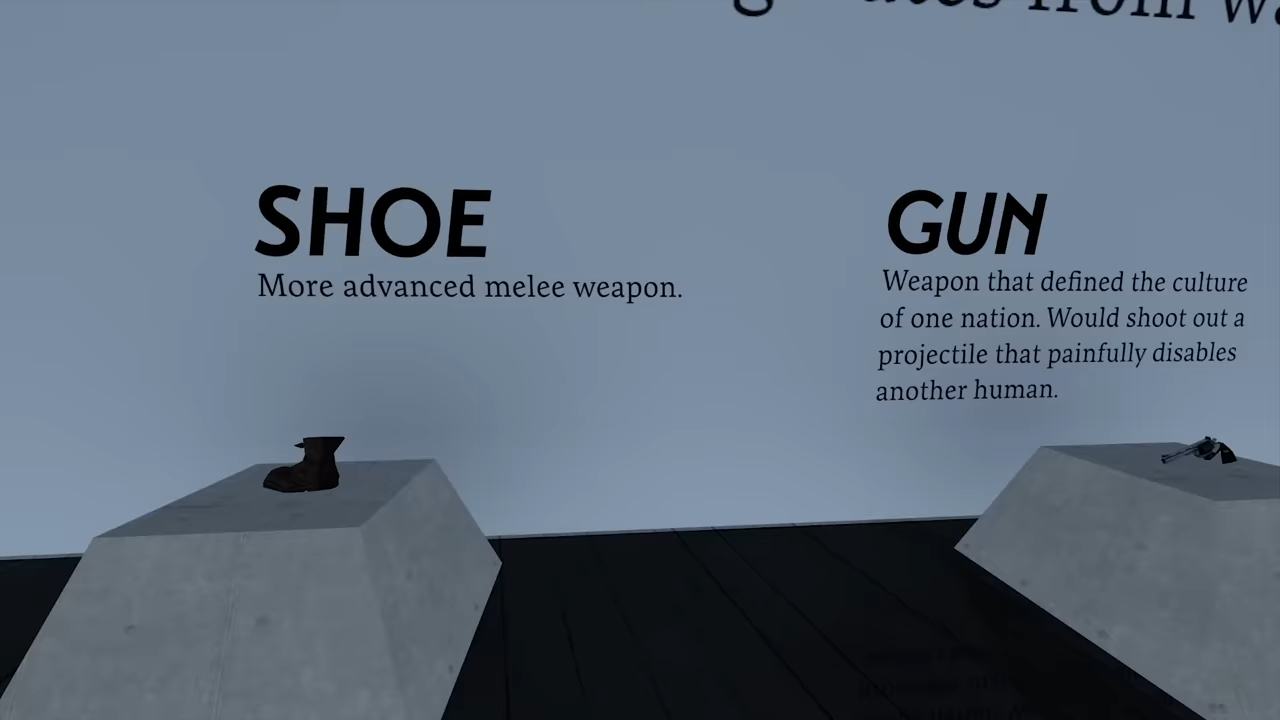 from
SHOE
More advanced melee weapon.
GUN
Weapon that defined the culture
of one nation. Would shoot out a
projectile that painfully disables
another human.